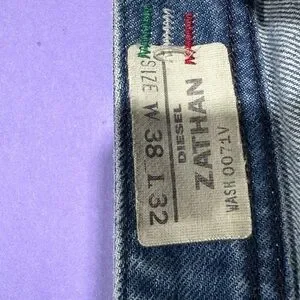 DIESEL
ZATHAN
WASH 0071V
SIZE W 38 L 32